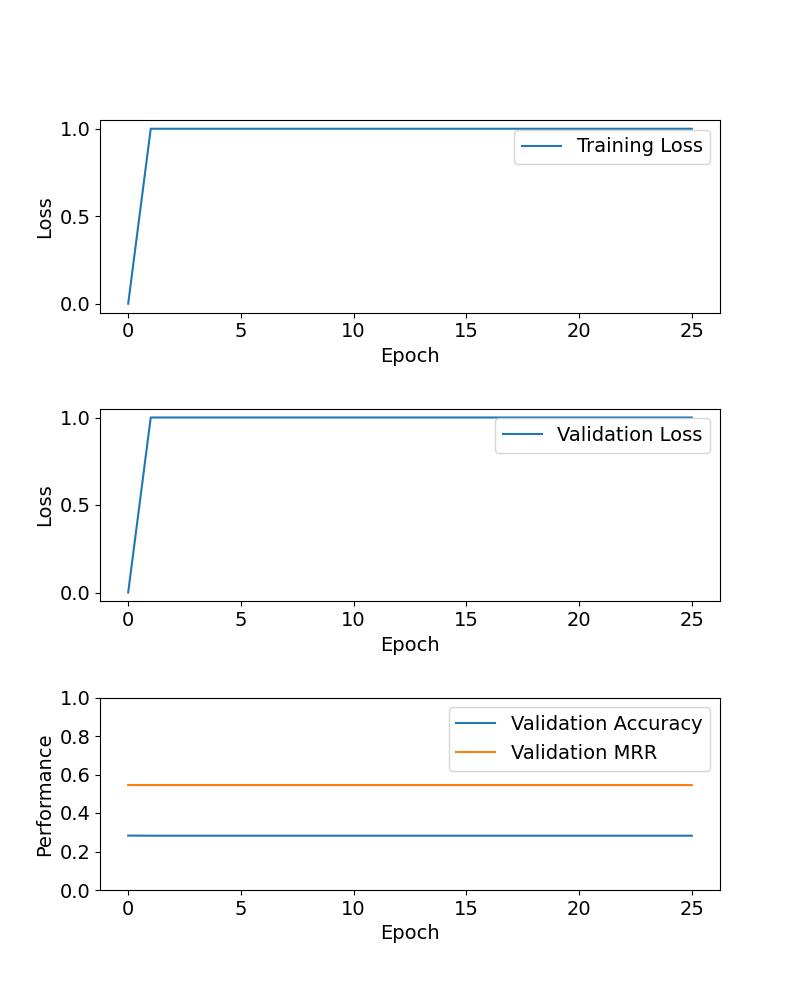 1.0
Training Loss
0.5
0.0
Loss
0 5 10 15 20 25
Epoch
1.0
Validation Loss
0.5
0.0
Loss
0 5 10 15 20 25
Epoch
1.0
Validation Accuracy
0.8
Validation MRR
0.6
0.4
0.2
0.0
Performance
0 5 10 15 20 25
Epoch